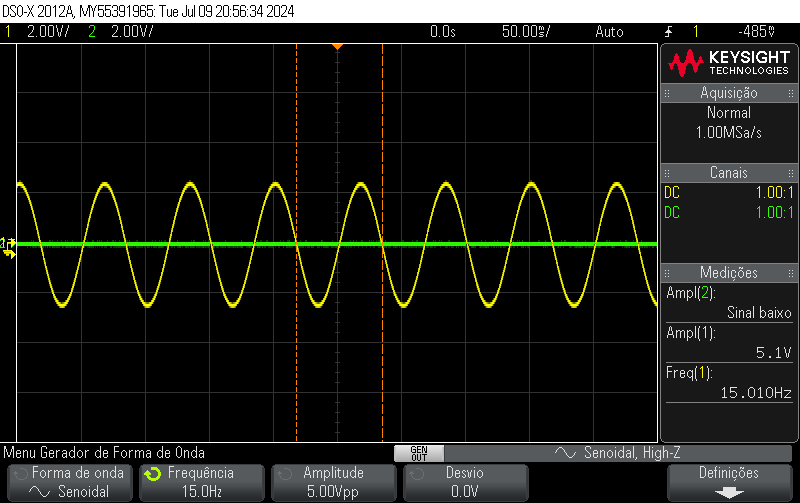 DSO-X 2012A, MY55391965: Tue Jul 09 20:56:34 2024
1 2.00V/ 2 2.00V/ 0.0s 50.00ms/ Auto 1 -485mV
KEYSIGHT
TECHNOLOGIES
Aquisição
Normal
1.00MSa/s
Canais
DC 1.00:1
DC 1.00:1
Medições
Ampl(2):
Sinal baixo
Ampl(1):
5.1V
Freq(1):
15.010Hz
Menu Gerador de Forma de Onda
GEN
OUT
Senoidal, High-Z
Forma de onda
Senoidal
Frequência
15.0Hz
Amplitude
5.00Vpp
Desvio
0.0V
Definições